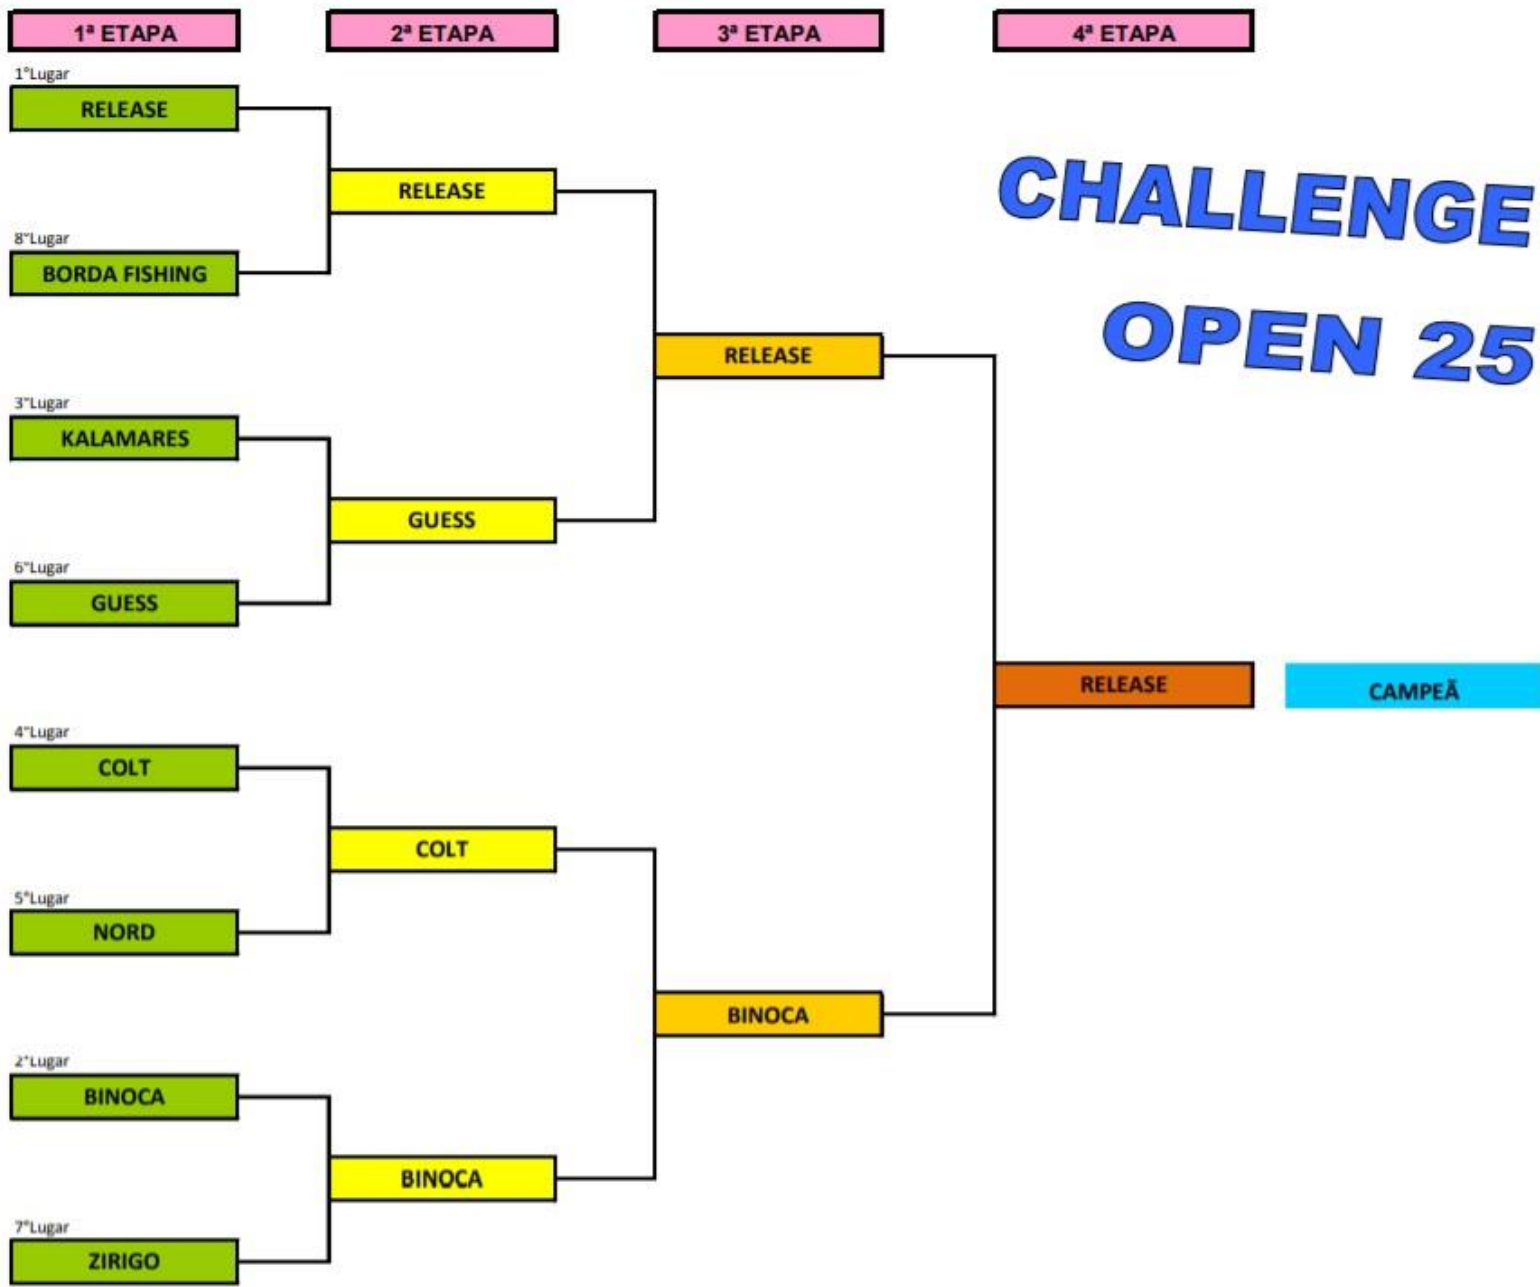 1ª ETAPA
2ª ETAPA
3ª ETAPA
4ª ETAPA
1°Lugar
RELEASE
RELEASE
CHALLENGE
8°Lugar
BORDA FISHING
OPEN 25
RELEASE
3°Lugar
KALAMARES
GUESS
6°Lugar
GUESS
RELEASE
CAMPEÃ
4°Lugar
COLT
COLT
5°Lugar
NORD
BINOCA
2°Lugar
BINOCA
BINOCA
7°Lugar
ZIRIGO